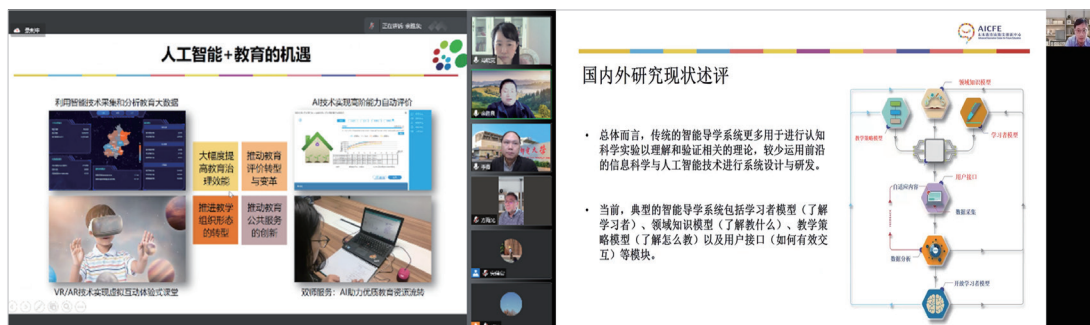 录制中
正在讲话:
人工智能+教育的机遇
利用智能技术采集和分析教育大数据
AI技术实现高阶能力自动评价
大幅度提
高教育治
理效能
推动教育
评价转型
与变革
推进教学
组织形态
的转型
推动教育
公共服务
的创新
VR/AR技术实现虚拟互动体验式课堂
双师服务：AI助力优质教育资源流转
AICFE
国内外研究现状述评
• 总体而言，传统的智能导学系统更多用于进行认知
科学实验以理解和验证相关的理论，较少运用前沿
的信息科学与人工智能技术进行系统设计与研发。
• 当前，典型的智能导学系统包括学习者模型（了解
学习者）、领域知识模型（了解教什么）、教学策
略模型（了解怎么教）以及用户接口（如何有效交
互）等模块。
领域知识模型
教学策略模型
学习者模型
用户接口
自适应内容
数据采集
数据分析
开放学习者模型